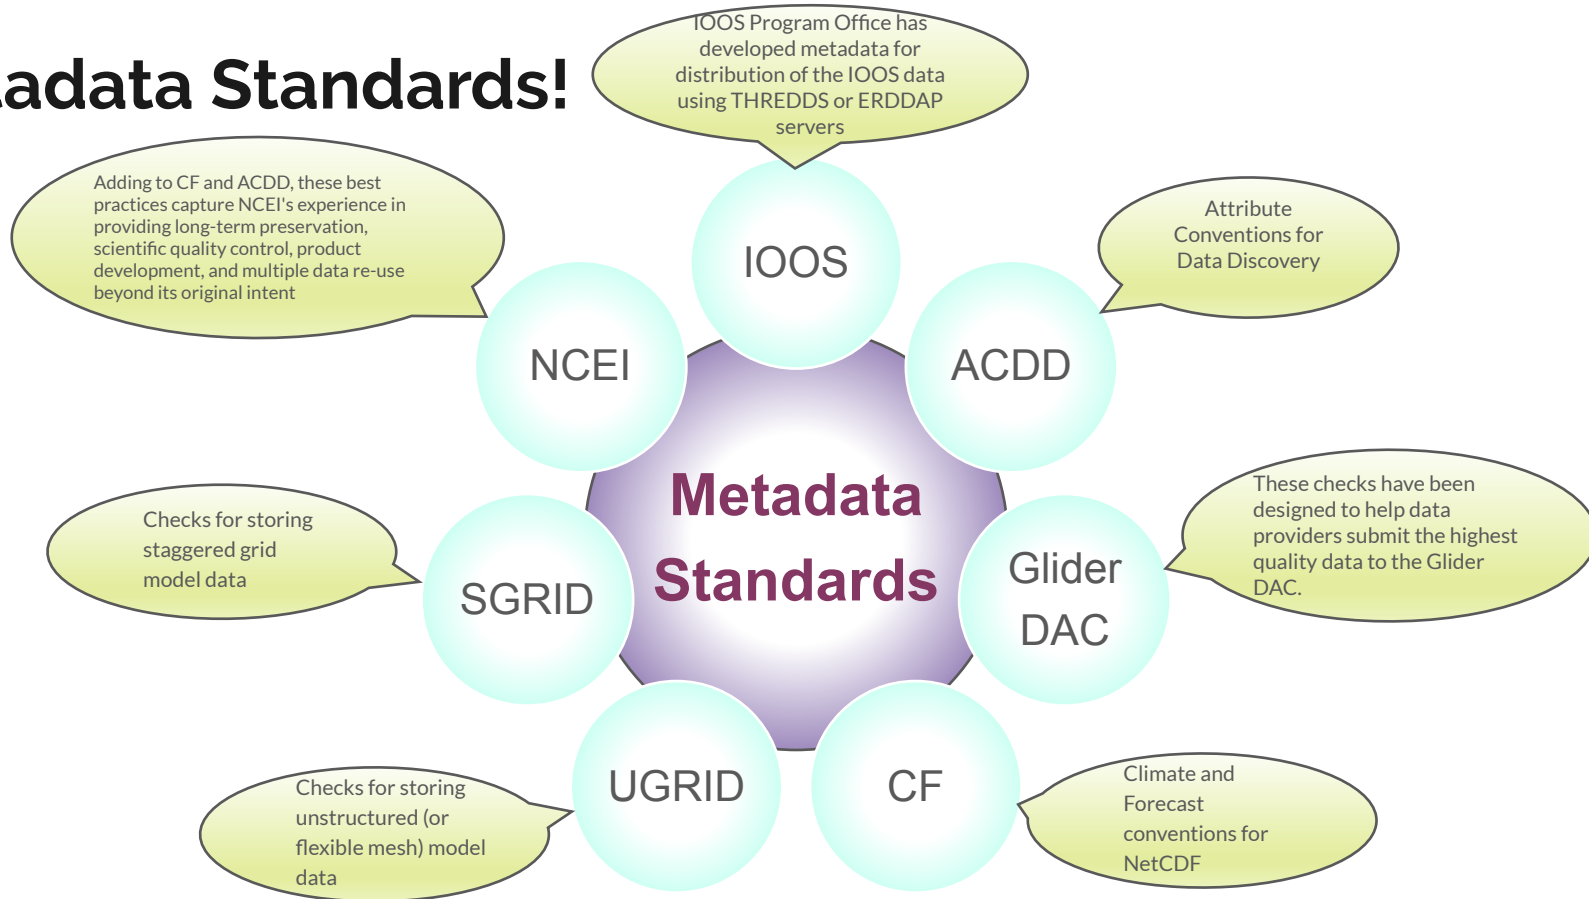 adata Standards!
IOOS Program Office has
developed metadata for
distribution of the IOOS data
using THREDDS or ERDDAP
servers
Adding to CF and ACDD, these best
practices capture NCEI's experience in
providing long-term preservation,
scientific quality control, product
development, and multiple data re-use
beyond its original intent
Attribute
Conventions for
Data Discovery
IOOS
NCEI
ACDD
Metadata
Standards
These checks have been
designed to help data
providers submit the highest
quality data to the Glider
DAC.
Checks for storing
staggered grid
model data
SGRID
Glider
DAC
UGRID
CF
Checks for storing
unstructured (or
flexible mesh) model
data
Climate and
Forecast
conventions for
NetCDF